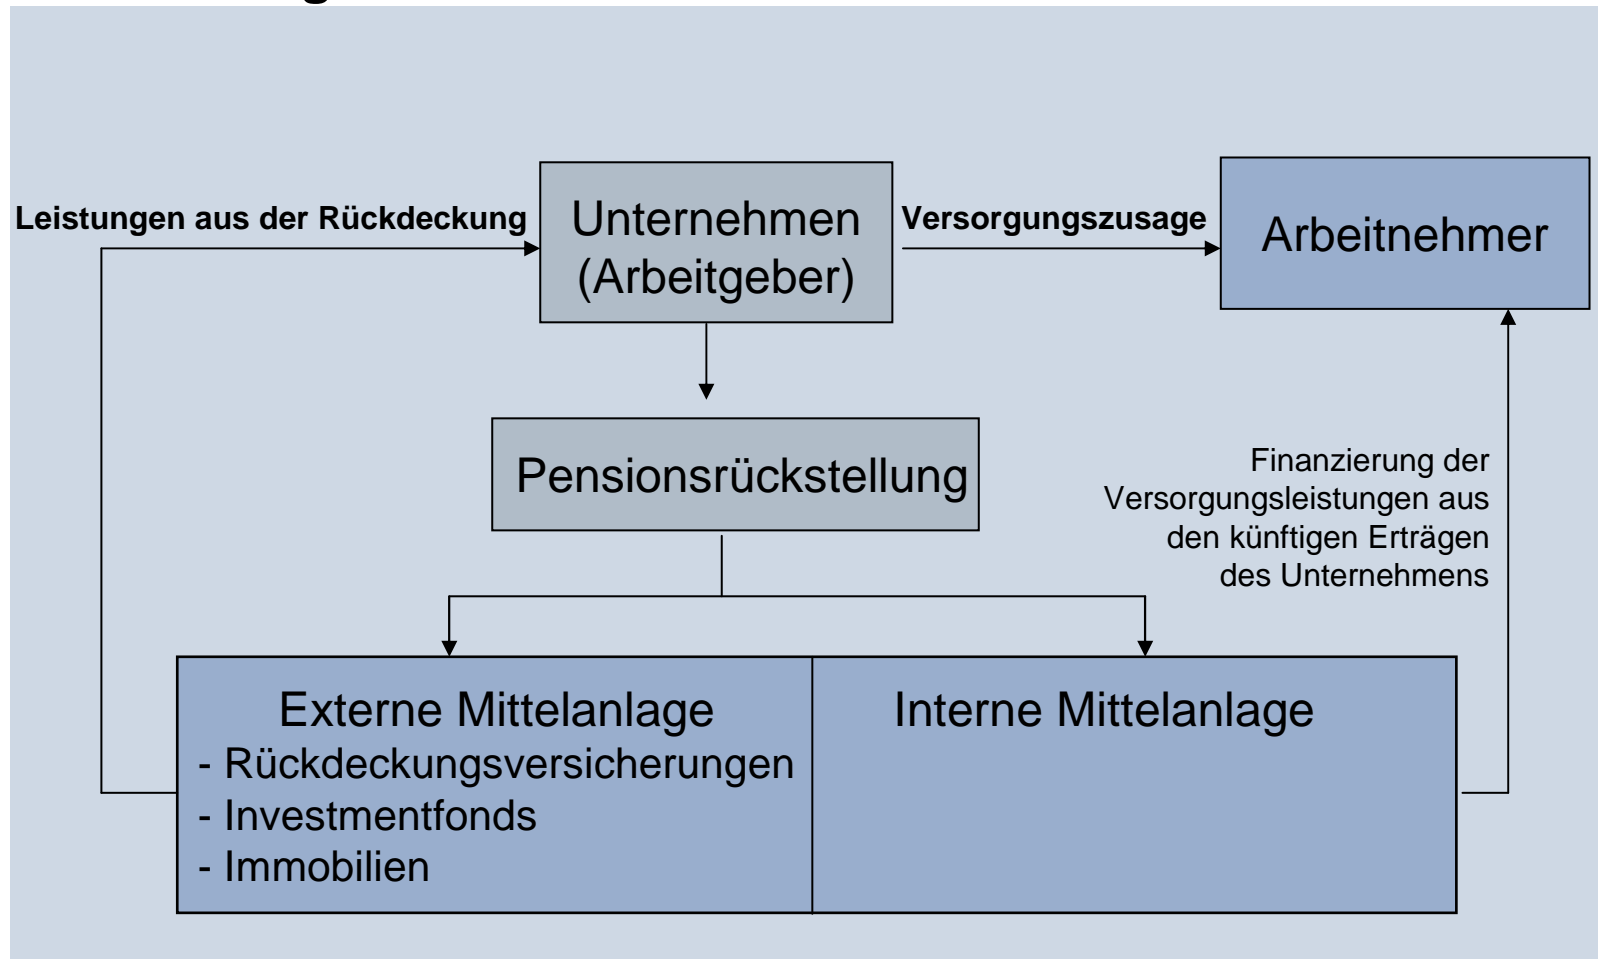 Leistungen aus der Rückdeckung
Unternehmen
(Arbeitgeber)
Versorgungszusage
Arbeitnehmer
Pensionsrückstellung
Finanzierung der
Versorgungsleistungen aus
den künftigen Erträgen
des Unternehmens
Externe Mittelanlage
- Rückdeckungsversicherungen
- Investmentfonds
- Immobilien
Interne Mittelanlage